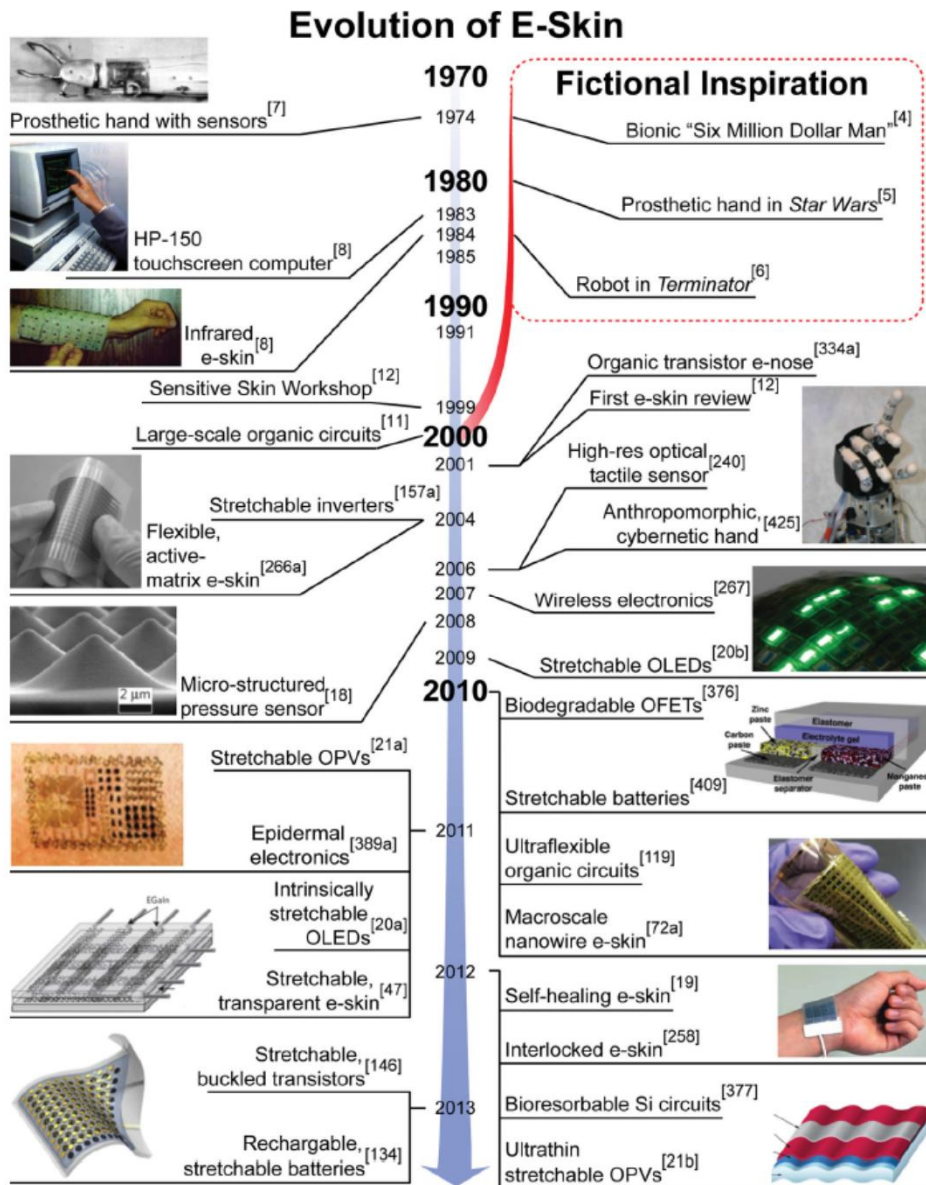 Evolution of E-Skin
1970
Fictional Inspiration
Prosthetic hand with sensors[7]
1974
Bionic “Six Million Dollar Man”[4]
1980
Prosthetic hand in Star Wars[5]
1983
HP-150
touchscreen computer[8]
1984
1985
Robot in Terminator[6]
1990
Infrared
e-skin[8]
1991
Organic transistor e-nose[334a]
Sensitive Skin Workshop[12]
First e-skin review[12]
1999
Large-scale organic circuits[11]
2000
2001
High-res optical
tactile sensor[240]
Stretchable inverters[157a]
2004
Anthropomorphic,
cybernetic hand[425]
Flexible,
active-
matrix e-skin[266a]
2006
2007
Wireless electronics[267]
2008
2009
Stretchable OLEDs[20b]
Micro-structured
pressure sensor[18]
2 μm
2010
Biodegradable OFETs[376]
Zinc
paste
Elastomer
Electrolyte gel
Carbon
paste
Elastomer
separator
Manganese
paste
Stretchable OPVs[21a]
Stretchable batteries[409]
Epidermal
electronics[389a]
2011
Ultraflexible
organic circuits[119]
Intrinsically
stretchable
OLEDs[20a]
EGaIn
Macroscale
nanowire e-skin[72a]
Stretchable,
transparent e-skin[47]
2012
Self-healing e-skin[19]
Interlocked e-skin[258]
Stretchable,
buckled transistors[146]
2013
Bioresorbable Si circuits[377]
Rechargable,
stretchable batteries[134]
Ultrathin
stretchable OPVs[21b]